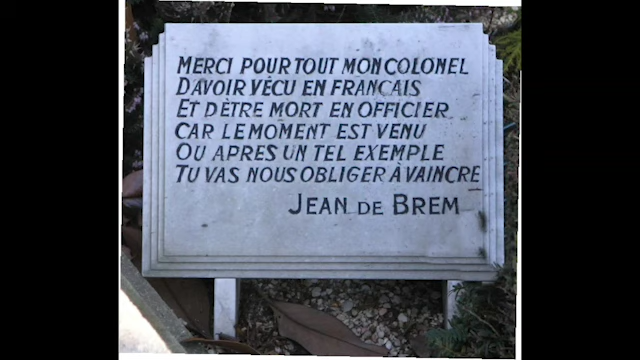 MERCI POUR TOUT MON COLONEL
D'AVOIR VÉCU EN FRANÇAIS
ET D'ÊTRE MORT EN OFFICIER
CAR LE MOMENT EST VENU
OU APRES UN TEL EXEMPLE
TU VAS NOUS OBLIGER À VAINCRE
JEAN DE BREM